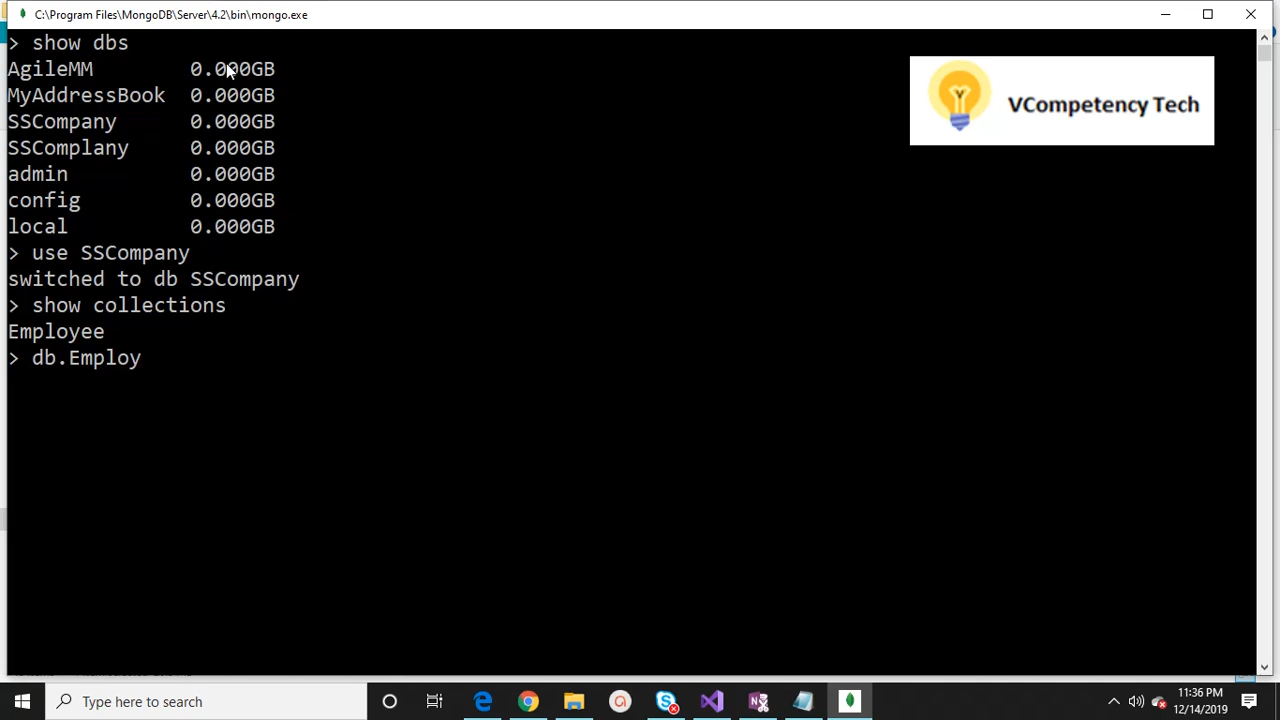 C:\Program Files\MongoDB\Server\4.2\bin\mongo.exe
> show dbs
AgileMM 0.000GB
MyAddressBook 0.000GB
SSCompany 0.000GB
SSComplany 0.000GB
admin 0.000GB
config 0.000GB
local 0.000GB
> use SSCompany
switched to db SSCompany
> show collections
Employee
> db.Employ
VCompetency Tech
Type here to search
11:36 PM
12/14/2019